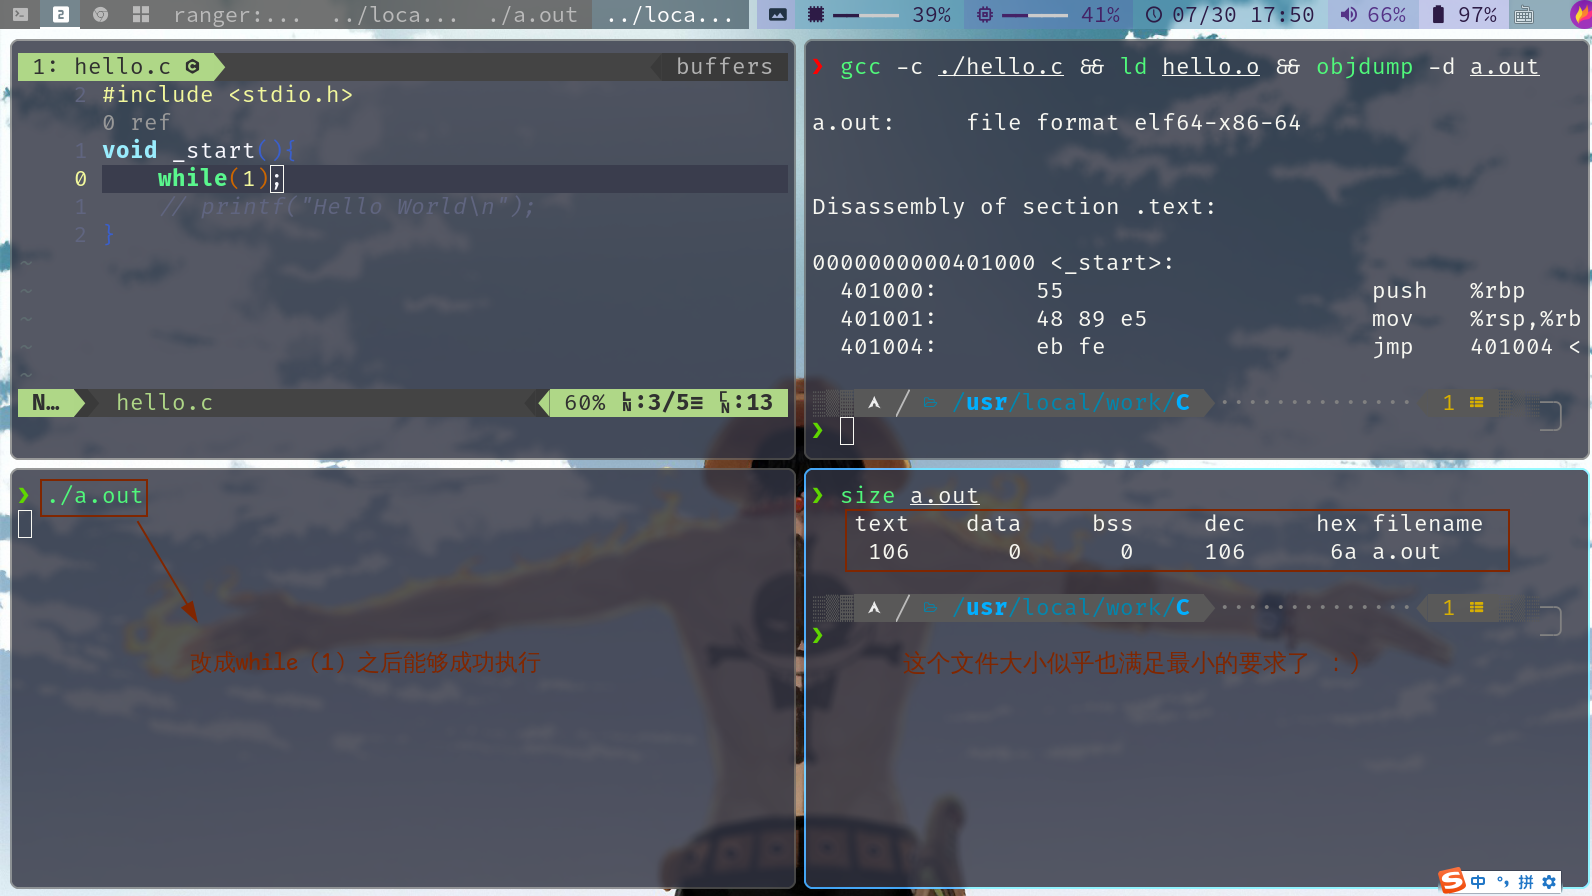 2 ranger:... ../loca... ./a.out ../loca... 39% 41% 07/30 17:50 66% 97%
1: hello.c buffers
2 #include <stdio.h>
0 ref
1 void _start(){
0 while(1);
1 // printf("Hello World\n");
2 }
~
~
~
~
~
N… hello.c 60% LN:3/5≡ CN:13
❯ gcc -c ./hello.c && ld hello.o && objdump -d a.out
a.out: file format elf64-x86-64
Disassembly of section .text:
0000000000401000 <_start>:
401000: 55 push %rbp
401001: 48 89 e5 mov %rsp,%rb
401004: eb fe jmp 401004 <
/ /usr/local/work/C 1
❯
❯ ./a.out
改成while（1）之后能够成功执行
❯ size a.out
text data bss dec hex filename
106 0 0 106 6a a.out
/ /usr/local/work/C 1
❯
这个文件大小似乎也满足最小的要求了 ：）
S 中 °, 拼